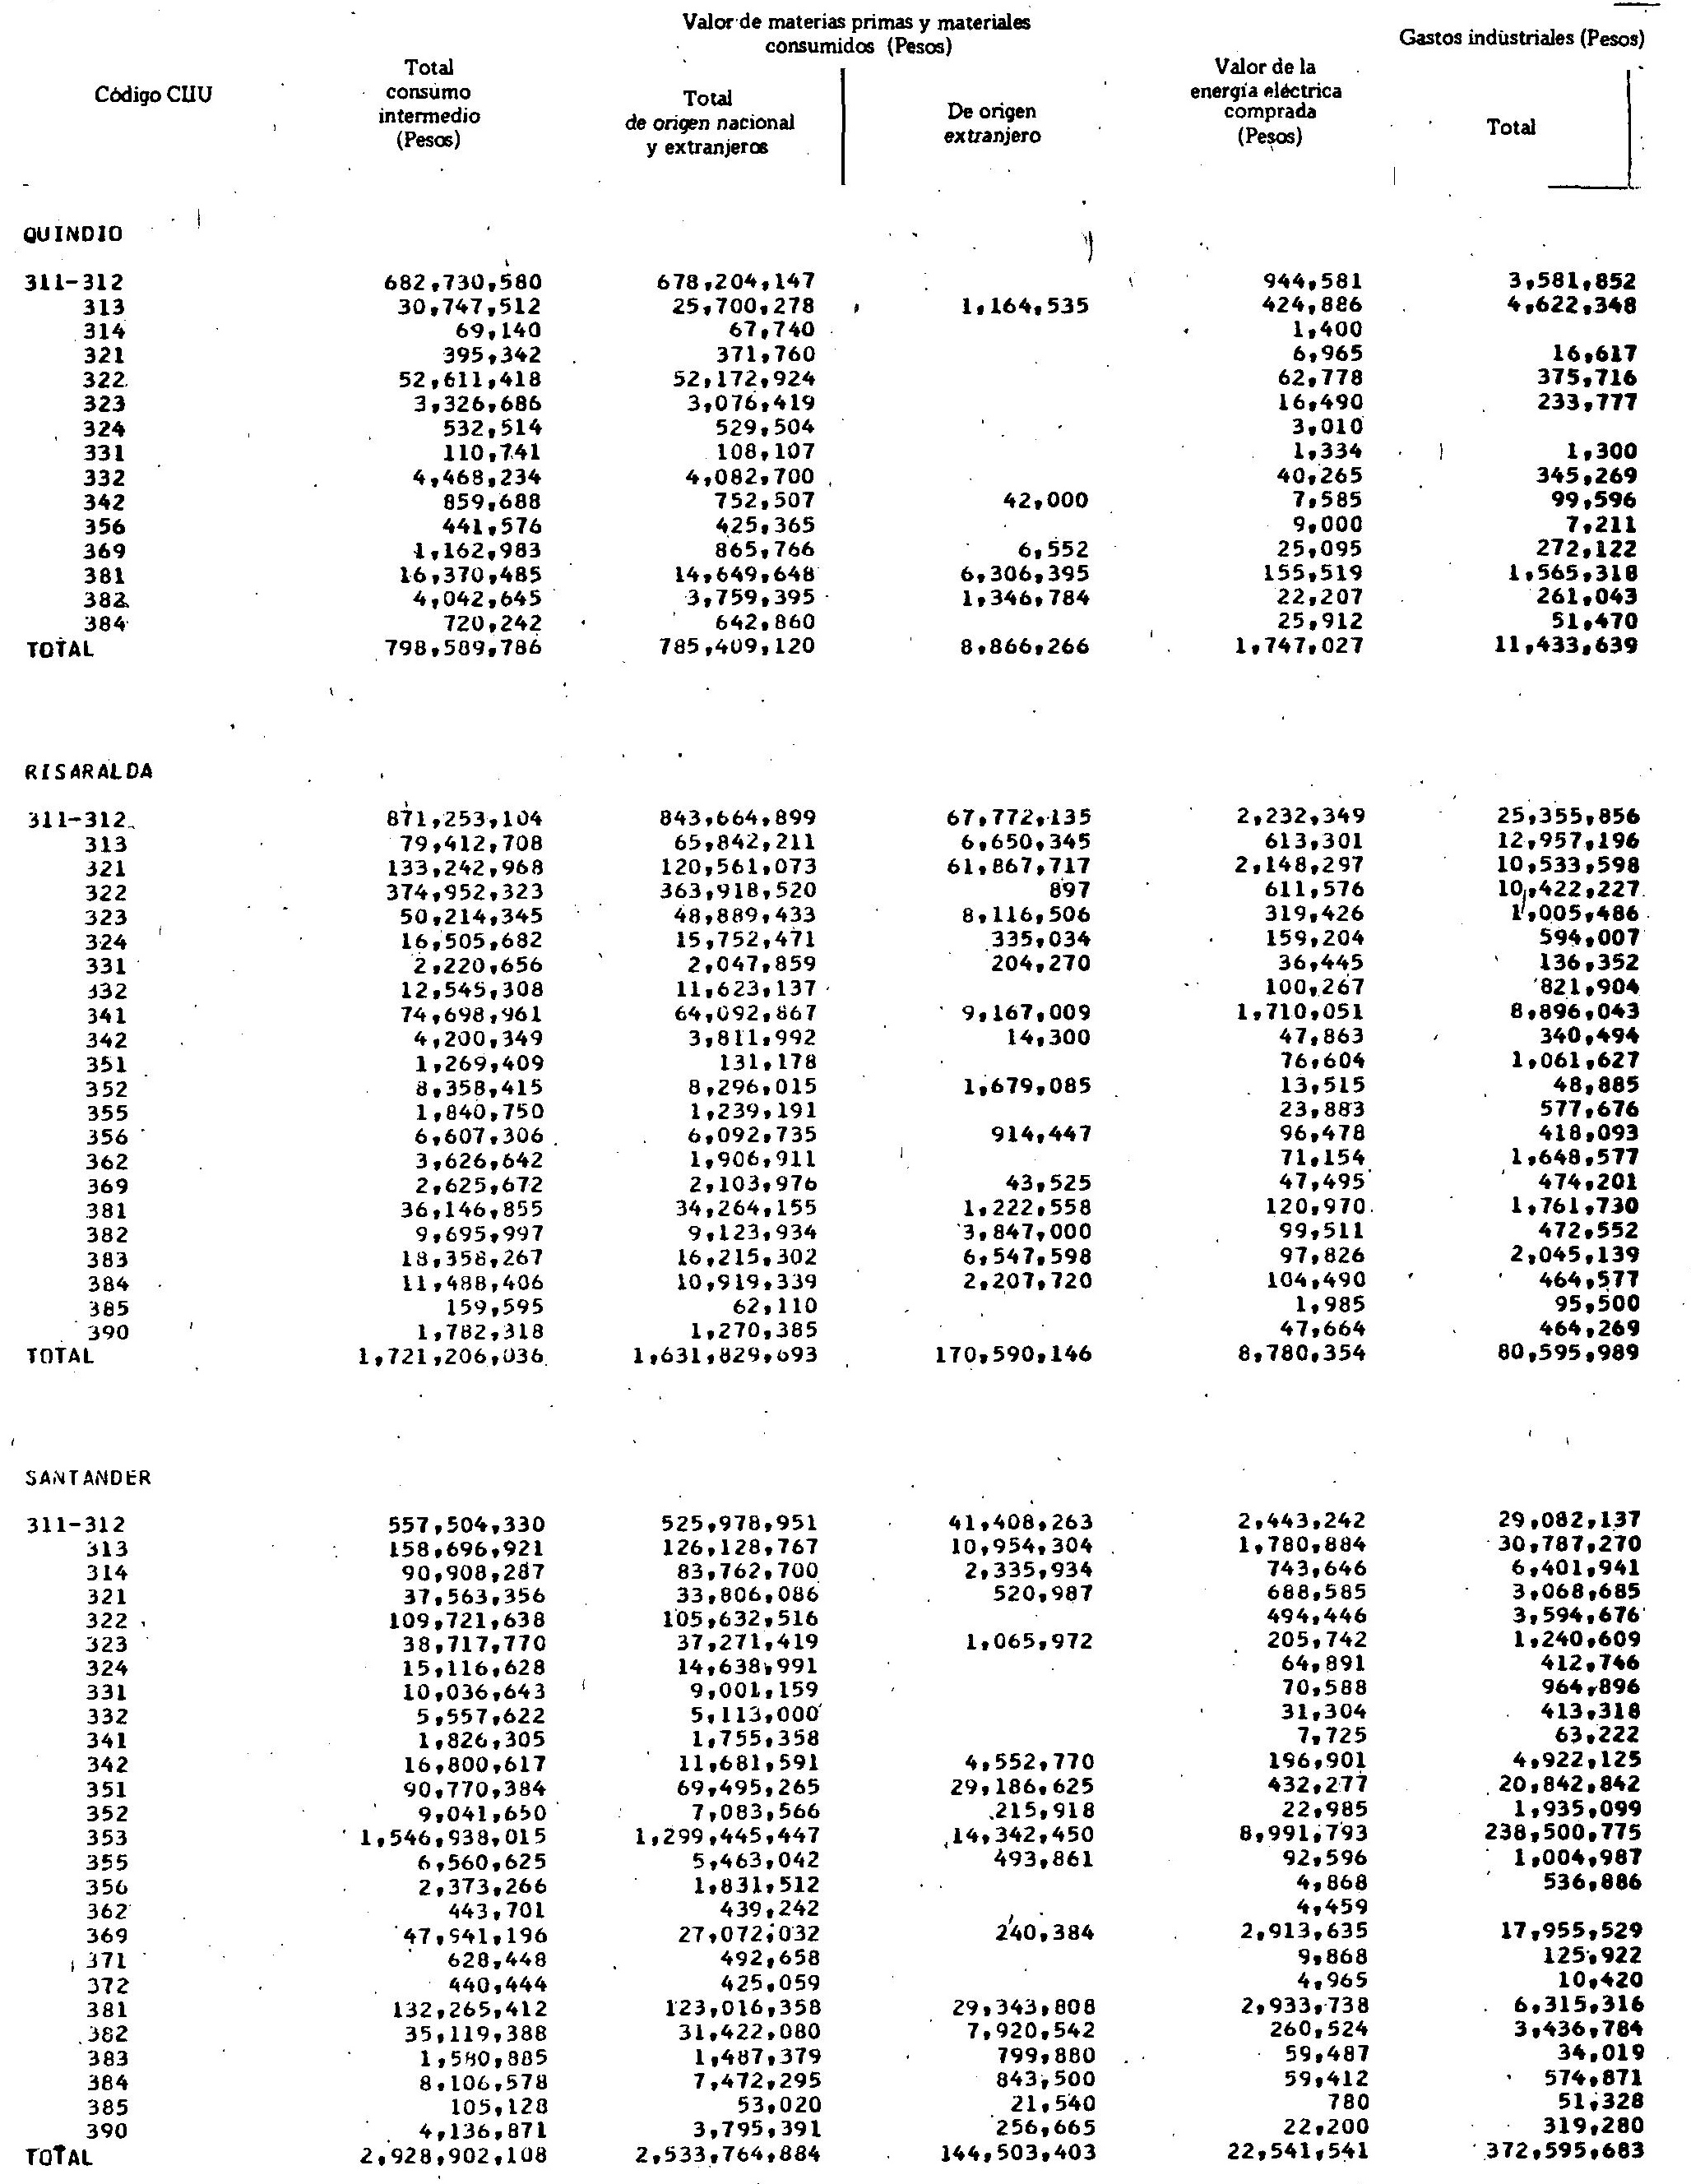 Valor de materias primas y materiales
consumidos (Pesos)
Gastos industriales (Pesos)
Código CIIU
Total
consumo
intermedio
(Pesos)
Total
de origen nacional
y extranjeros
De origen
extranjero
Valor de la
energía eléctrica
comprada
(Pesos)
Total
QUINDIO
311-312 682,730,580 678,204,147 944,581 3,581,852
313 30,747,512 25,700,278 1,164,535 424,886 4,622,348
314 69,140 67,740 1,400
321 395,342 371,760 6,965 16,617
322 52,611,418 52,172,924 62,778 375,716
323 3,326,686 3,076,419 16,490 233,777
324 532,514 529,504 3,010
331 110,741 108,107 1,334 1,300
332 4,468,234 4,082,700 40,265 345,269
342 859,688 752,507 42,000 7,585 99,596
356 441,576 425,365 9,000 7,211
369 1,162,983 865,766 6,552 25,095 272,122
381 16,370,485 14,649,648 6,306,395 155,519 1,565,318
382 4,042,645 3,759,395 1,346,784 22,207 261,043
384 720,242 642,860 25,912 51,470
TOTAL 798,589,786 785,409,120 8,866,266 1,747,027 11,433,639
RISARALDA
311-312 871,253,104 843,664,899 67,772,135 2,232,349 25,355,856
313 79,412,708 65,842,211 6,650,345 613,301 12,957,196
321 133,242,968 120,561,073 61,867,717 2,148,297 10,533,598
322 374,952,323 363,918,520 897 611,576 10,422,227
323 50,214,345 48,889,433 8,116,506 319,426 1,005,486
324 16,505,682 15,752,471 335,034 159,204 594,007
331 2,220,656 2,047,859 204,270 36,445 136,352
332 12,545,308 11,623,137 100,267 821,904
341 74,698,961 64,092,867 9,167,009 1,710,051 8,896,043
342 4,200,349 3,811,992 14,300 47,863 340,494
351 1,269,409 131,178 76,604 1,061,627
352 8,358,415 8,296,015 1,679,085 13,515 48,885
355 1,840,750 1,239,191 23,883 577,676
356 6,607,306 6,092,735 914,447 96,478 418,093
362 3,626,642 1,906,911 71,154 1,648,577
369 2,625,672 2,103,976 43,525 47,495 474,201
381 36,146,855 34,264,155 1,222,558 120,970 1,761,730
382 9,695,997 9,123,934 3,847,000 99,511 472,552
383 18,358,267 16,215,302 6,547,598 97,826 2,045,139
384 11,488,406 10,919,339 2,207,720 104,490 464,577
385 159,595 62,110 1,985 95,500
390 1,782,318 1,270,385 47,664 464,269
TOTAL 1,721,206,036 1,631,829,693 170,590,146 8,780,354 80,595,989
SANTANDER
311-312 557,504,330 525,978,951 41,408,263 2,443,242 29,082,137
313 158,696,921 126,128,767 10,954,304 1,780,884 30,787,270
314 90,908,287 83,762,700 2,335,934 743,646 6,401,941
321 37,563,356 33,806,086 520,987 688,585 3,068,685
322 109,721,638 105,632,516 494,446 3,594,676
323 38,717,770 37,271,419 1,065,972 205,742 1,240,609
324 15,116,628 14,638,991 64,891 412,746
331 10,036,643 9,001,159 70,588 964,896
332 5,557,622 5,113,000 31,304 413,318
341 1,826,305 1,755,358 7,725 63,222
342 16,800,617 11,681,591 4,552,770 196,901 4,922,125
351 90,770,384 69,495,265 29,186,625 432,277 20,842,842
352 9,041,650 7,083,566 215,918 22,985 1,935,099
353 1,546,938,015 1,299,445,447 14,342,450 8,991,793 238,500,775
355 6,560,625 5,463,042 493,861 92,596 1,004,987
356 2,373,266 1,831,512 4,868 536,886
362 443,701 439,242 4,459
369 47,941,196 27,072,032 240,384 2,913,635 17,955,529
371 628,448 492,658 9,868 125,922
372 440,444 425,059 4,965 10,420
381 132,265,412 123,016,358 29,343,808 2,933,738 6,315,316
382 35,119,388 31,422,080 7,920,542 260,524 3,436,784
383 1,580,885 1,487,379 799,880 59,487 34,019
384 8,106,578 7,472,295 843,500 59,412 574,871
385 105,128 53,020 21,540 780 51,328
390 4,136,871 3,795,391 256,665 22,200 319,280
TOTAL 2,928,902,108 2,533,764,884 144,503,403 22,541,541 372,595,683